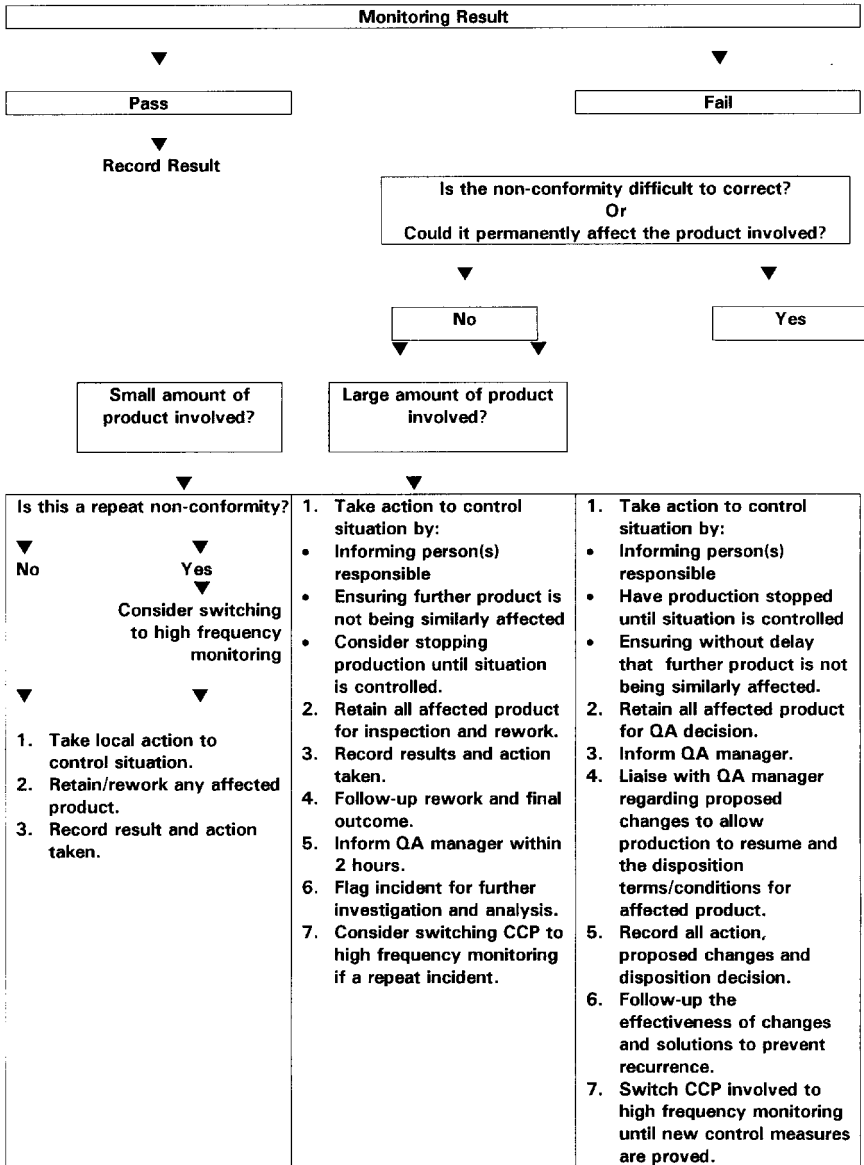 Monitoring Result
Pass
Fail
Record Result
Is the non-conformity difficult to correct?
Or
Could it permanently affect the product involved?
No
Yes
Small amount of
product involved?
Large amount of product
involved?
Is this a repeat non-conformity?
No
Yes
Consider switching
to high frequency
monitoring
1. Take local action to
control situation.
2. Retain/rework any affected
product.
3. Record result and action
taken.
1. Take action to control
situation by:
• Informing person(s)
responsible
• Ensuring further product is
not being similarly affected
• Consider stopping
production until situation
is controlled.
2. Retain all affected product
for inspection and rework.
3. Record results and action
taken.
4. Follow-up rework and final
outcome.
5. Inform QA manager within
2 hours.
6. Flag incident for further
investigation and analysis.
7. Consider switching CCP to
high frequency monitoring
if a repeat incident.
1. Take action to control
situation by:
• Informing person(s)
responsible
• Have production stopped
until situation is controlled
• Ensuring without delay
that further product is not
being similarly affected.
2. Retain all affected product
for QA decision.
3. Inform QA manager.
4. Liaise with QA manager
regarding proposed
changes to allow
production to resume and
the disposition
terms/conditions for
affected product.
5. Record all action,
proposed changes and
disposition decision.
6. Follow-up the
effectiveness of changes
and solutions to prevent
recurrence.
7. Switch CCP involved to
high frequency monitoring
until new control measures
are proved.